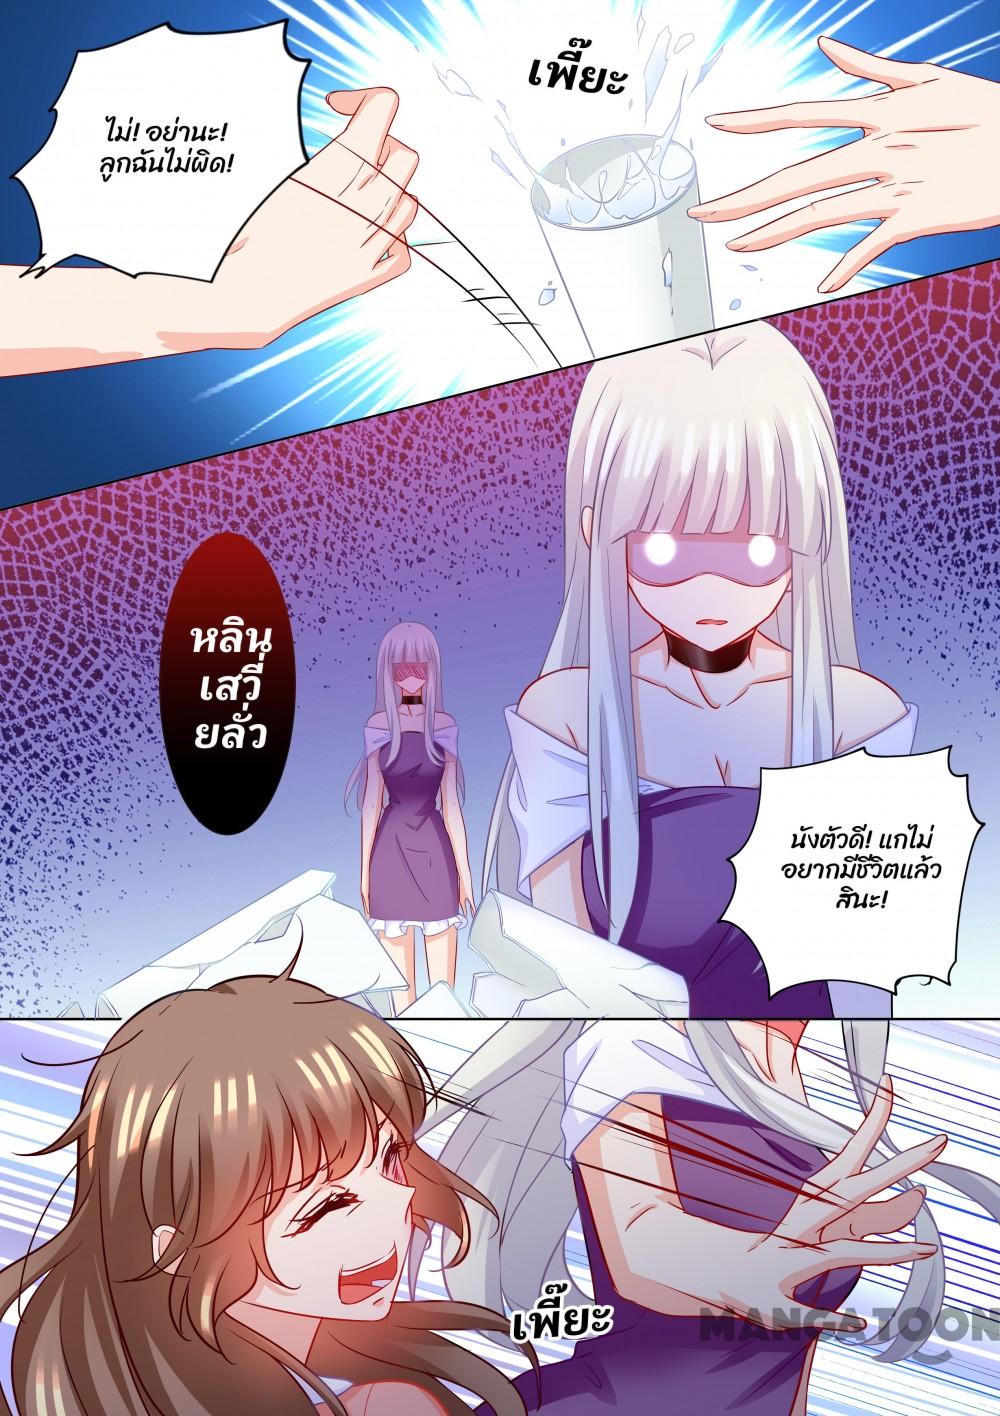 เพี๊ยะ
ไม่! อย่านะ!
ลูกฉันไม่ผิด!
หลิน
เสวี่
ยลั่ว
นังตัวดี! แกไม่
อยากมีชีวิตแล้ว
สินะ!
เพี๊ยะ
MANGATOON